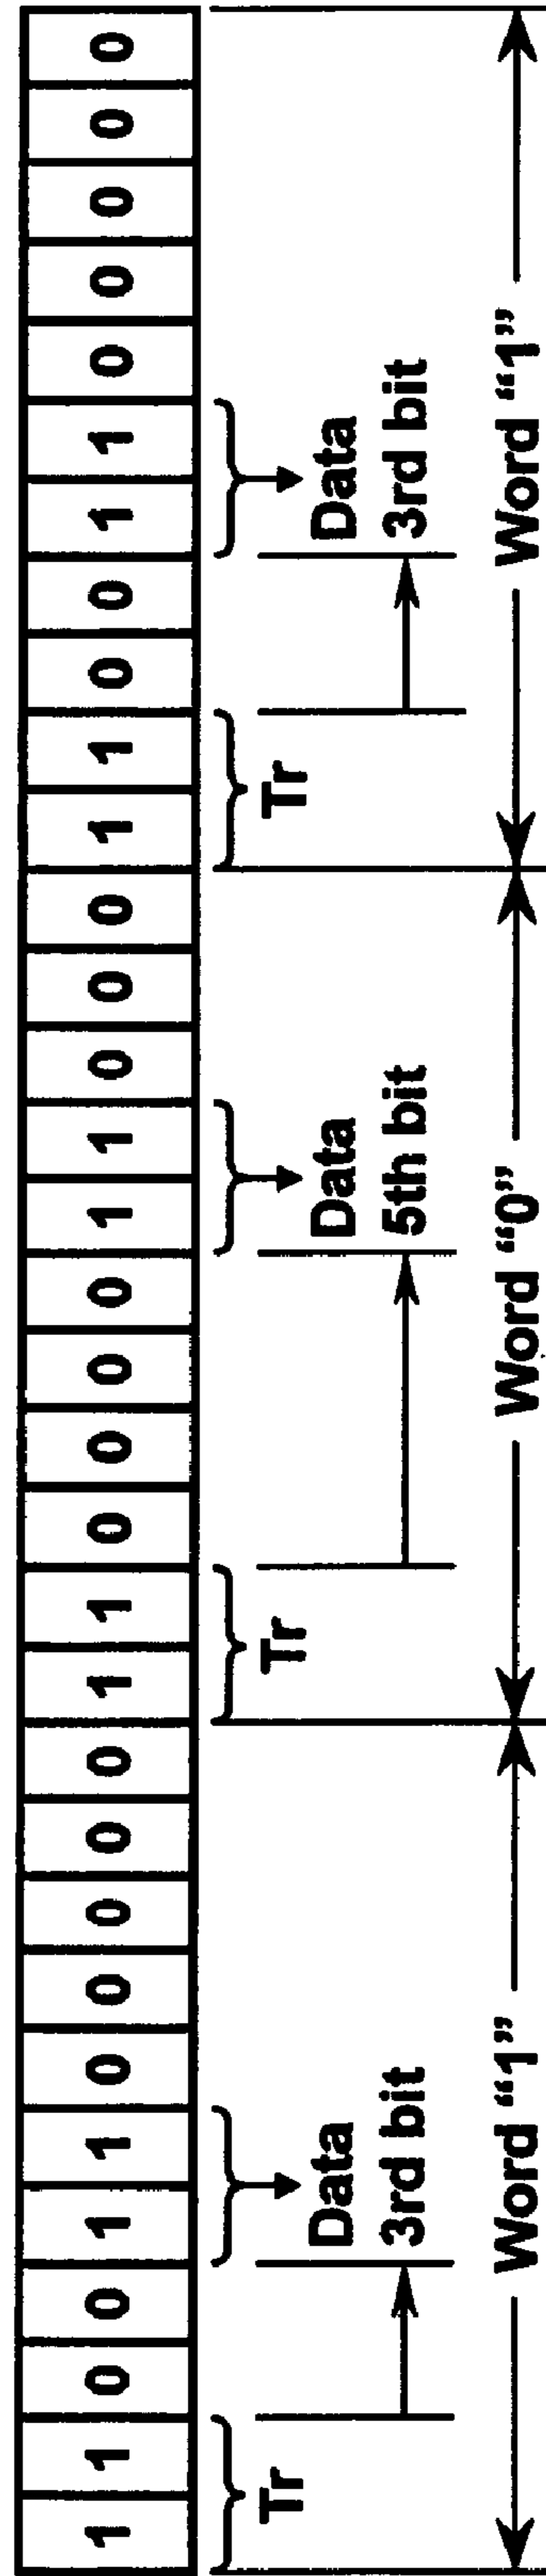 1 1 0 0 1 1 0 0 0 0 0 1 1 0 0 0 0 1 1 0 0 0 1 1 0 0 1 1 0 0 0 0 0
Tr Tr Tr
Data Data Data
3rd bit 5th bit 3rd bit
Word “1” Word “0” Word “1”